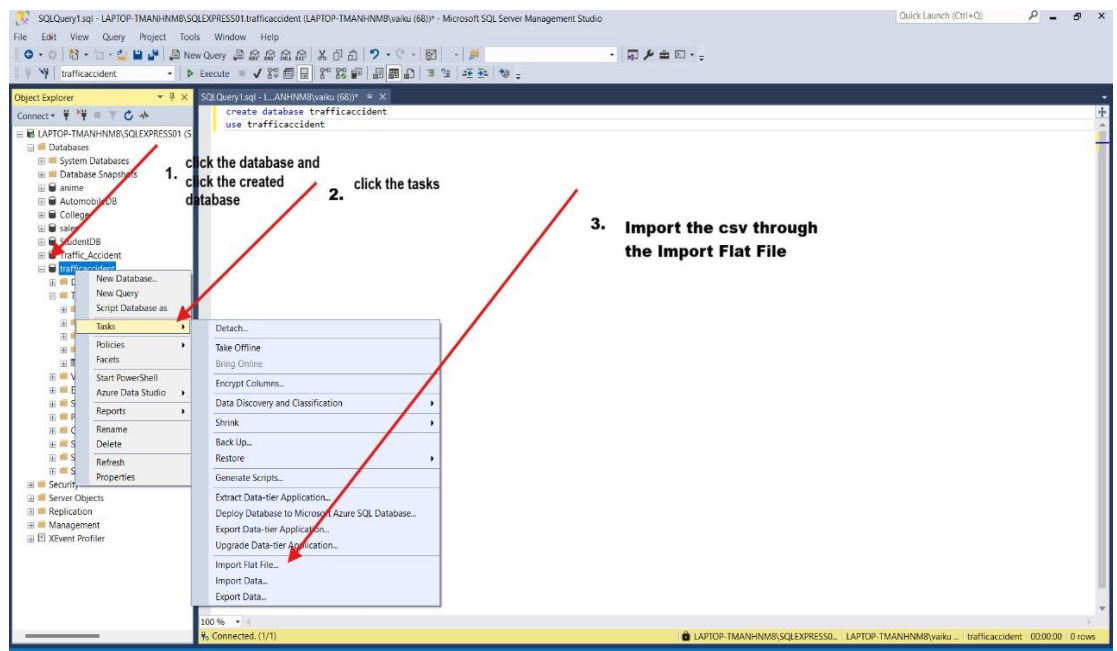 SQLQuery1.sql - LAPTOP-TMANHNM8\SQLEXPRESS01.trafficaccident (LAPTOP-TMANHNM8\vaiku (68))* - Microsoft SQL Server Management Studio
Quick Launch (Ctrl+Q)
File Edit View Query Project Tools Window Help
New Query
trafficaccident
Execute
Object Explorer
SQLQuery1.sql - L...ANHNM8\vaiku (68))*
Connect
create database trafficaccident
use trafficaccident
LAPTOP-TMANHNM8\SQLEXPRESS01 (S
Databases
System Databases
Database Snapshots
anime
AutomobileDB
College
sales
StudentDB
Traffic_Accident
trafficaccident
1. click the database and
click the created
database
2. click the tasks
3. Import the csv through
the Import Flat File
New Database...
New Query
Script Database as
Tasks
Policies
Facets
Start PowerShell
Azure Data Studio
Reports
Rename
Delete
Refresh
Properties
Detach...
Take Offline
Bring Online
Encrypt Columns...
Data Discovery and Classification
Shrink
Back Up...
Restore
Generate Scripts...
Extract Data-tier Application...
Deploy Database to Microsoft Azure SQL Database...
Export Data-tier Application...
Upgrade Data-tier Application...
Import Flat File...
Import Data...
Export Data...
Security
Server Objects
Replication
Management
XEvent Profiler
100 %
Connected. (1/1)
LAPTOP-TMANHNM8\SQLEXPRESS0... LAPTOP-TMANHNM8\vaiku ... trafficaccident 00:00:00 0 rows